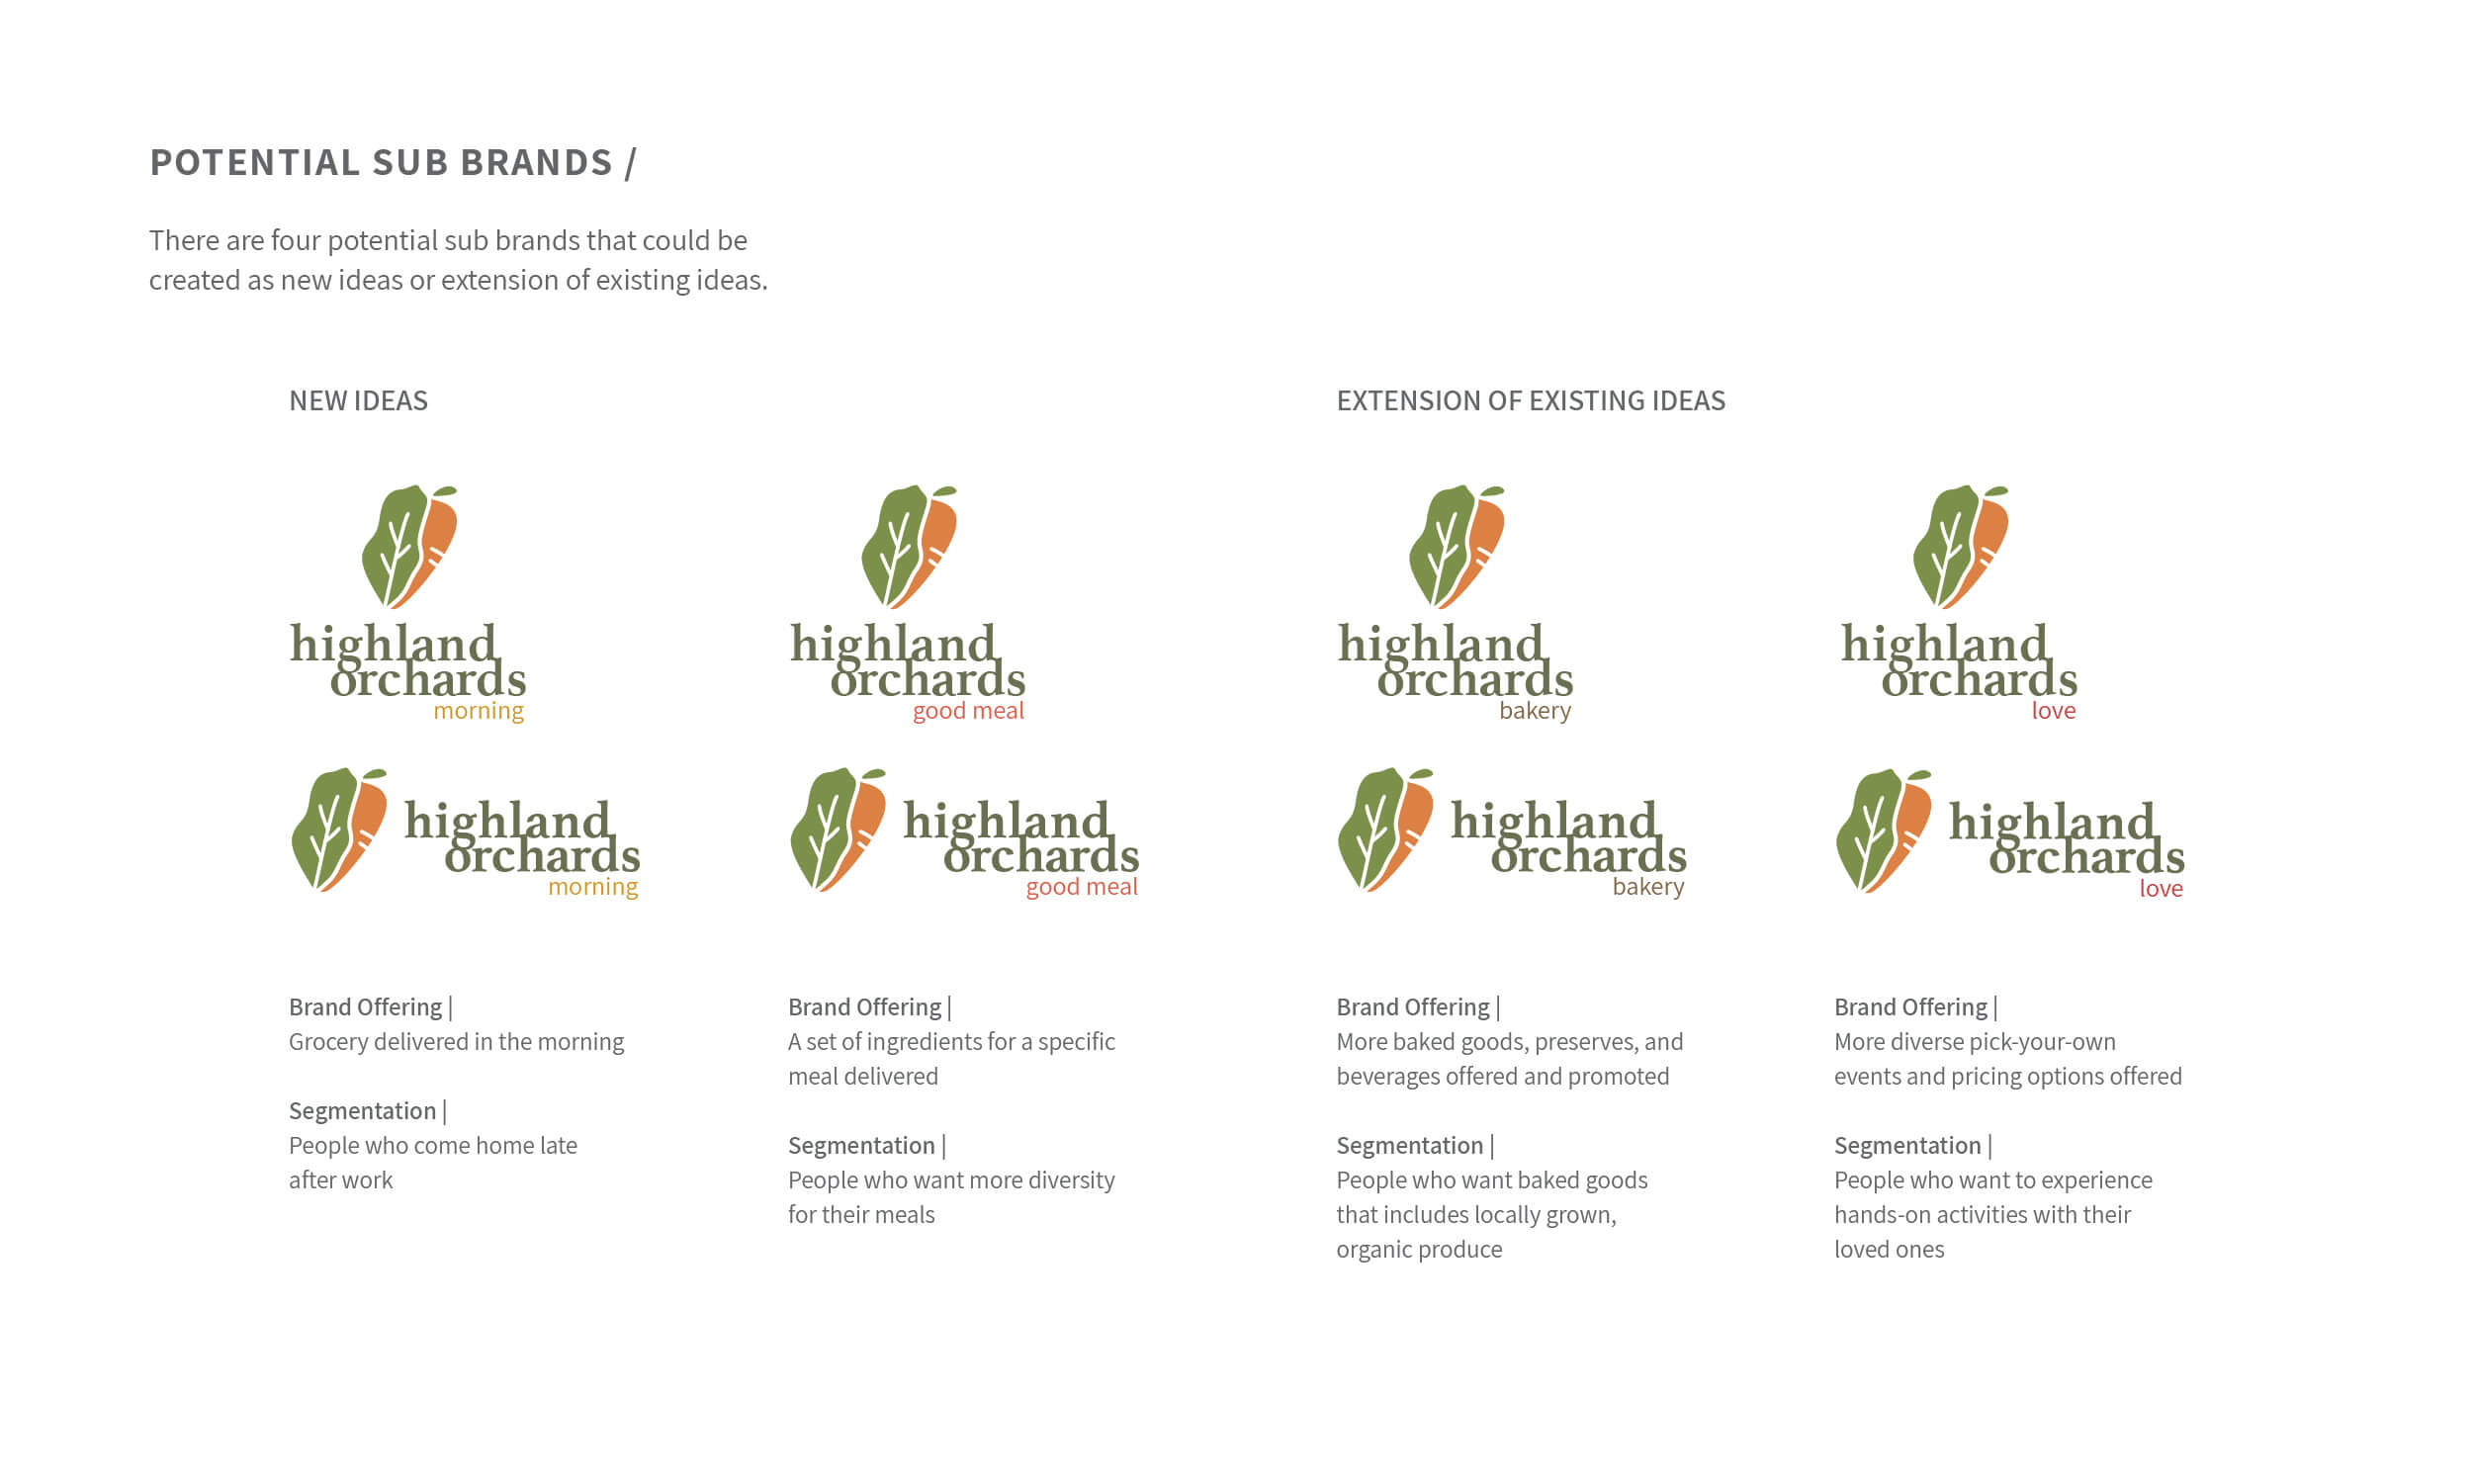 POTENTIAL SUB BRANDS /
There are four potential sub brands that could be
created as new ideas or extension of existing ideas.
NEW IDEAS
highland
orchards
morning
highland
orchards
morning
Brand Offering |
Grocery delivered in the morning
Segmentation |
People who come home late
after work
highland
orchards
good meal
highland
orchards
good meal
Brand Offering |
A set of ingredients for a specific
meal delivered
Segmentation |
People who want more diversity
for their meals
EXTENSION OF EXISTING IDEAS
highland
orchards
bakery
highland
orchards
bakery
Brand Offering |
More baked goods, preserves, and
beverages offered and promoted
Segmentation |
People who want baked goods
that includes locally grown,
organic produce
highland
orchards
love
highland
orchards
love
Brand Offering |
More diverse pick-your-own
events and pricing options offered
Segmentation |
People who want to experience
hands-on activities with their
loved ones